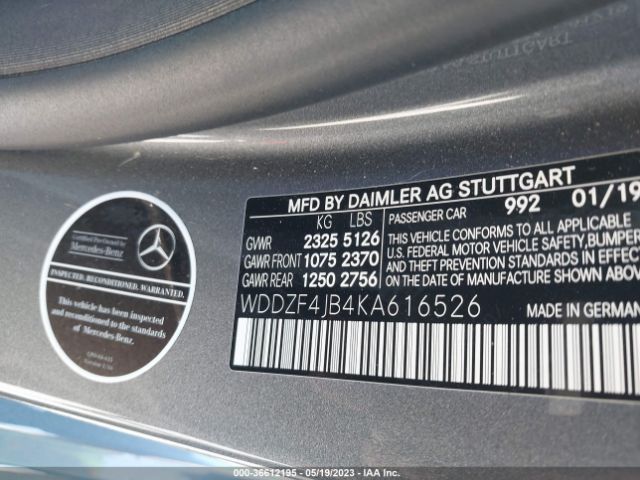 MFD BY DAIMLER AG STUTTGART
KG LBS
GVWR 2325 5126
GAWR FRONT 1075 2370
GAWR REAR 1250 2756
PASSENGER CAR 992 01/19
THIS VEHICLE CONFORMS TO ALL APPLICABLE
U.S. FEDERAL MOTOR VEHICLE SAFETY, BUMPER
AND THEFT PREVENTION STANDARDS IN EFFECT
ON THE DATE OF MANUFACTURE SHOWN ABOVE.
WDDZF4JB4KA616526
MADE IN GERMANY
Certified Pre-Owned by
Mercedes-Benz
INSPECTED. RECONDITIONED. WARRANTED.
This vehicle has been inspected
and reconditioned to the standards
of Mercedes-Benz.
000-36612195 - 05/19/2023 - IAA Inc.